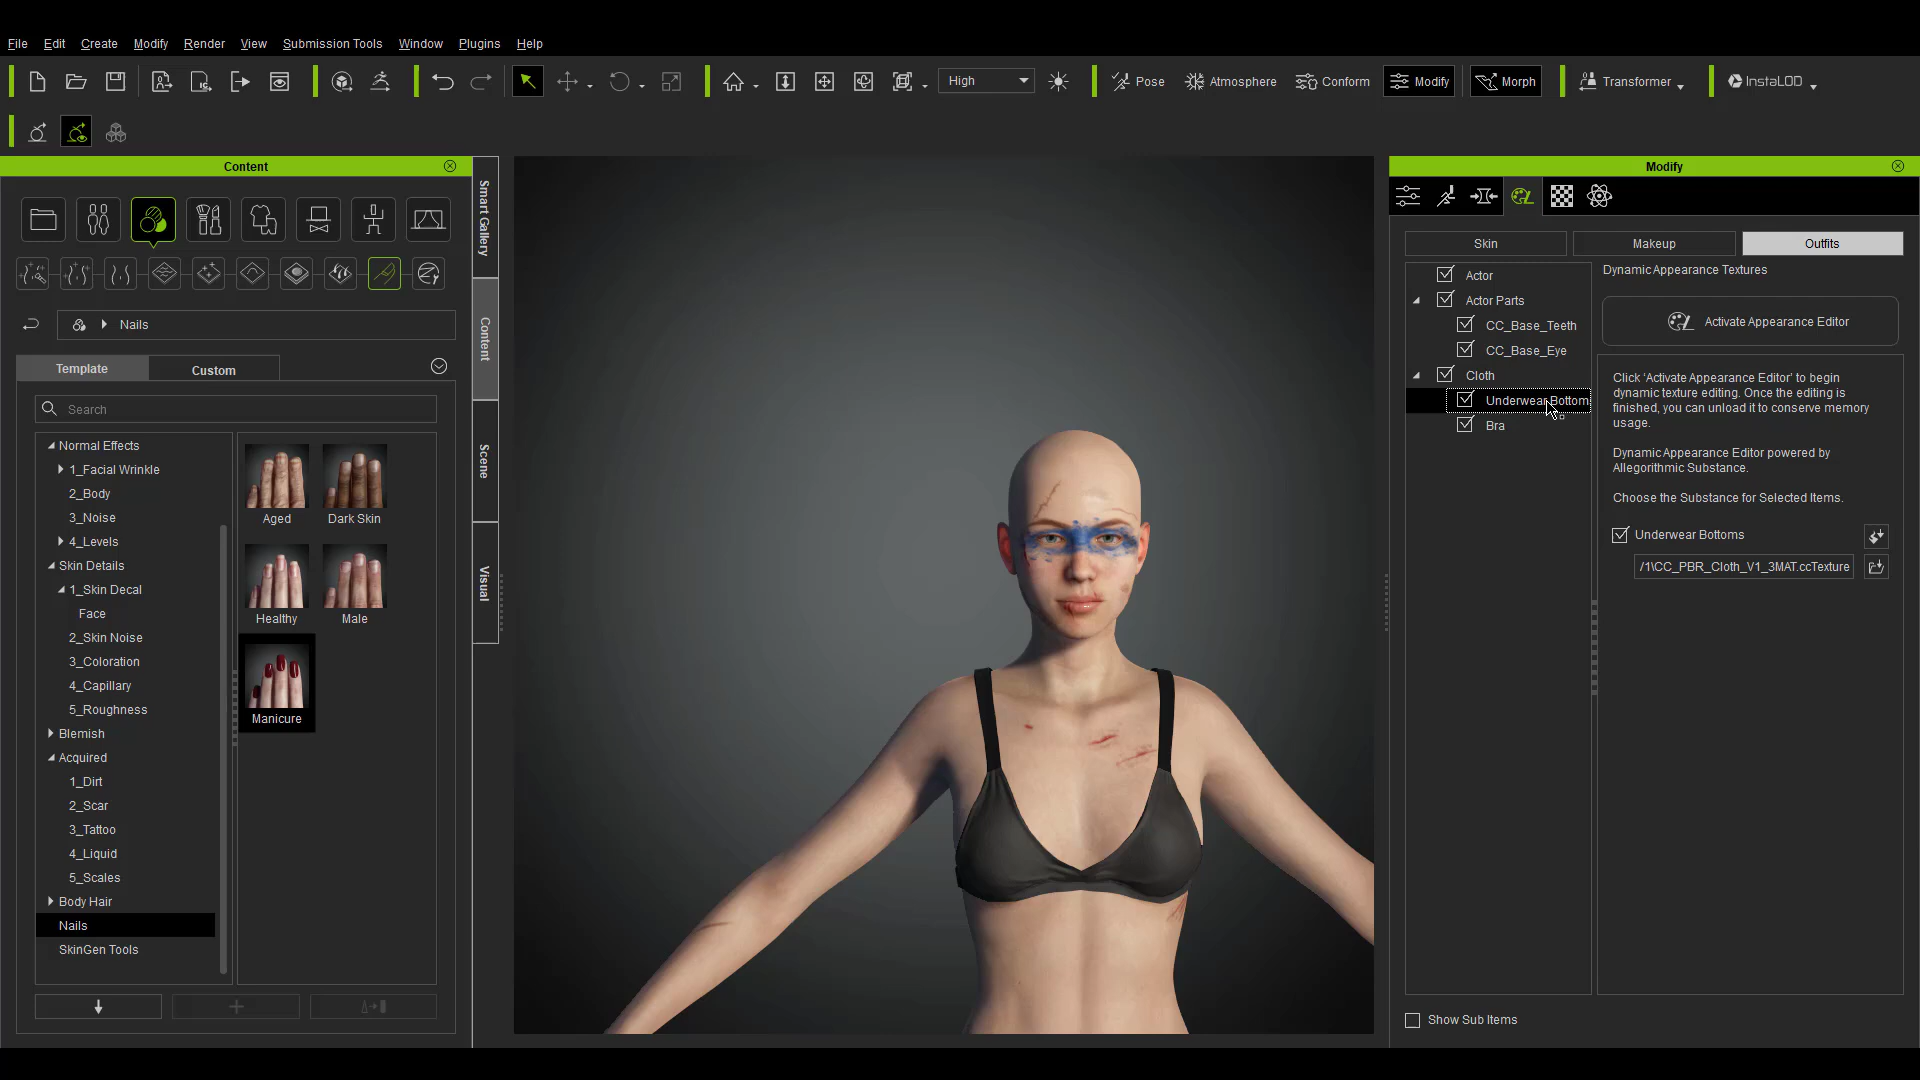 File Edit Create Modify Render View Submission Tools Window Plugins Help
High Pose Atmosphere Conform Modify Morph Transformer InstaLOD
Content
Nails
Template Custom
Search
Normal Effects
1_Facial Wrinkle
2_Body
3_Noise
4_Levels
Skin Details
1_Skin Decal
Face
2_Skin Noise
3_Coloration
4_Capillary
5_Roughness
Blemish
Acquired
1_Dirt
2_Scar
3_Tattoo
4_Liquid
5_Scales
Body Hair
Nails
SkinGen Tools
Aged Dark Skin
Healthy Male
Manicure
Smart Gallery
Content
Scene
Visual
Modify
Skin Makeup Outfits
Actor
Actor Parts
CC_Base_Teeth
CC_Base_Eye
Cloth
Underwear Bottom
Bra
Show Sub Items
Dynamic Appearance Textures
Activate Appearance Editor
Click 'Activate Appearance Editor' to begin
dynamic texture editing. Once the editing is
finished, you can unload it to conserve memory
usage.
Dynamic Appearance Editor powered by
Allegorithmic Substance.
Choose the Substance for Selected Items.
Underwear Bottoms
/1\CC_PBR_Cloth_V1_3MAT.ccTexture